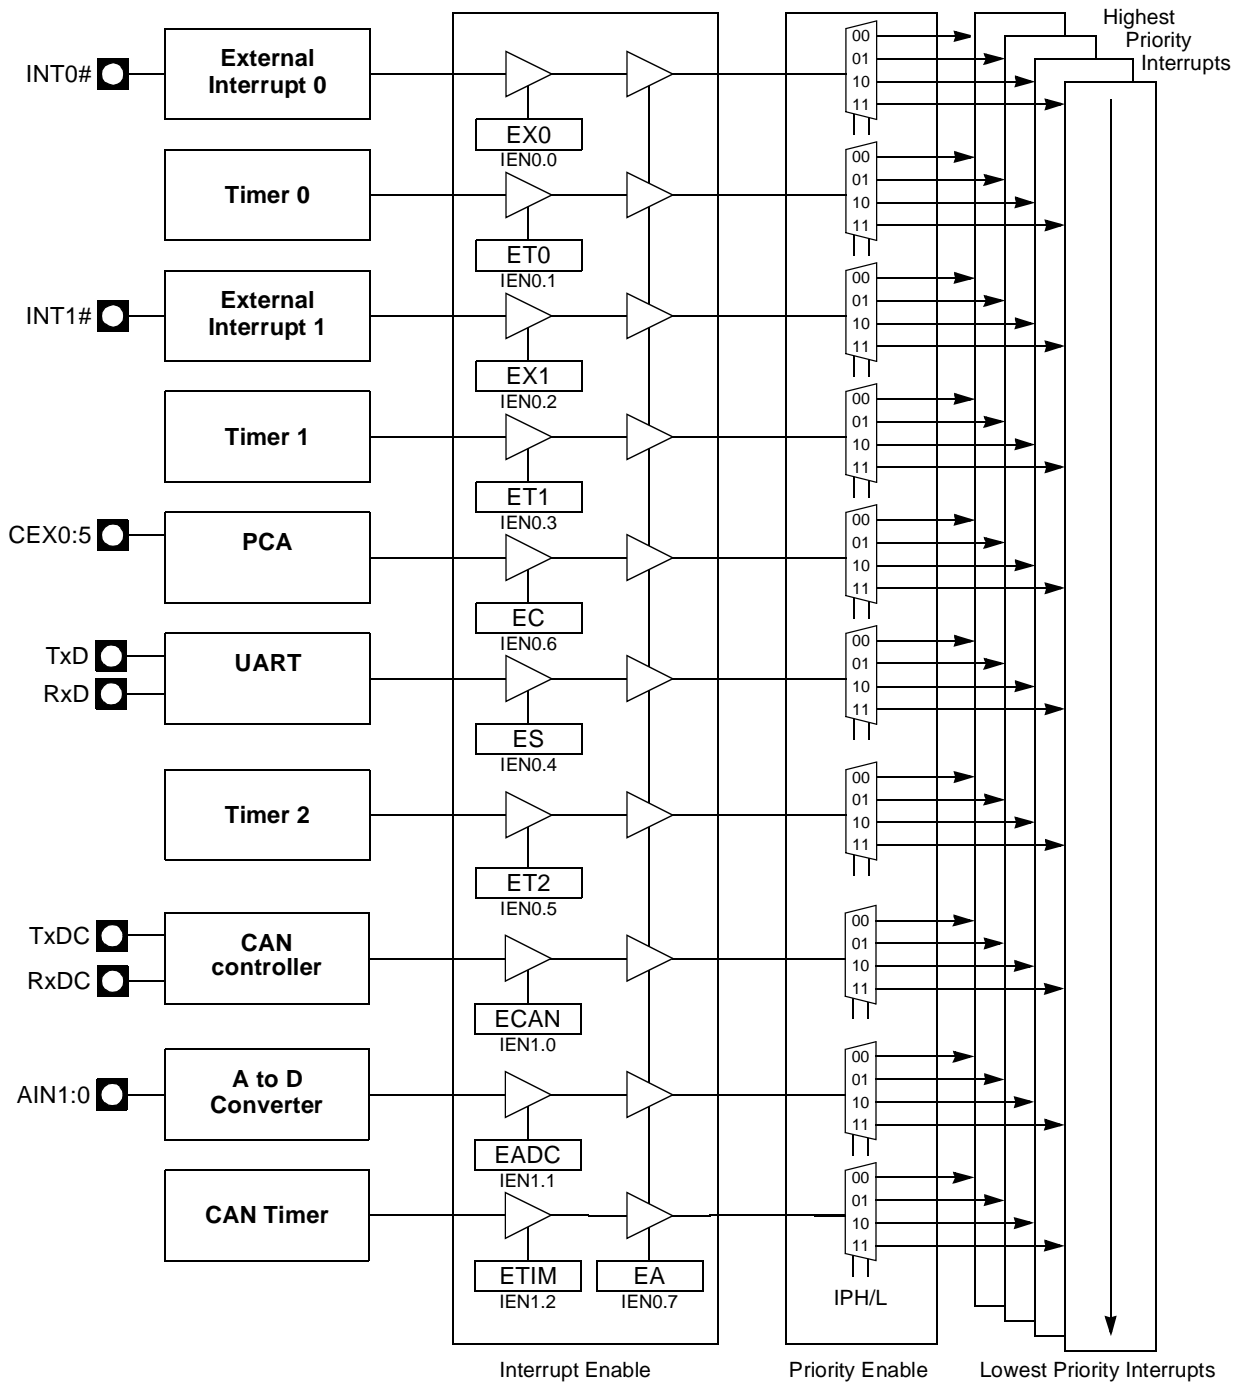 Highest
Priority
Interrupts
INT0#
External
Interrupt 0
EX0
IEN0.0
00
01
10
11
Timer 0
ET0
IEN0.1
00
01
10
11
INT1#
External
Interrupt 1
EX1
IEN0.2
00
01
10
11
Timer 1
ET1
IEN0.3
00
01
10
11
CEX0:5
PCA
EC
IEN0.6
00
01
10
11
TxD
RxD
UART
ES
IEN0.4
00
01
10
11
Timer 2
ET2
IEN0.5
00
01
10
11
TxDC
RxDC
CAN
controller
ECAN
IEN1.0
00
01
10
11
AIN1:0
A to D
Converter
EADC
IEN1.1
00
01
10
11
CAN Timer
ETIM
IEN1.2
EA
IEN0.7
00
01
10
11
IPH/L
Interrupt Enable
Priority Enable
Lowest Priority Interrupts